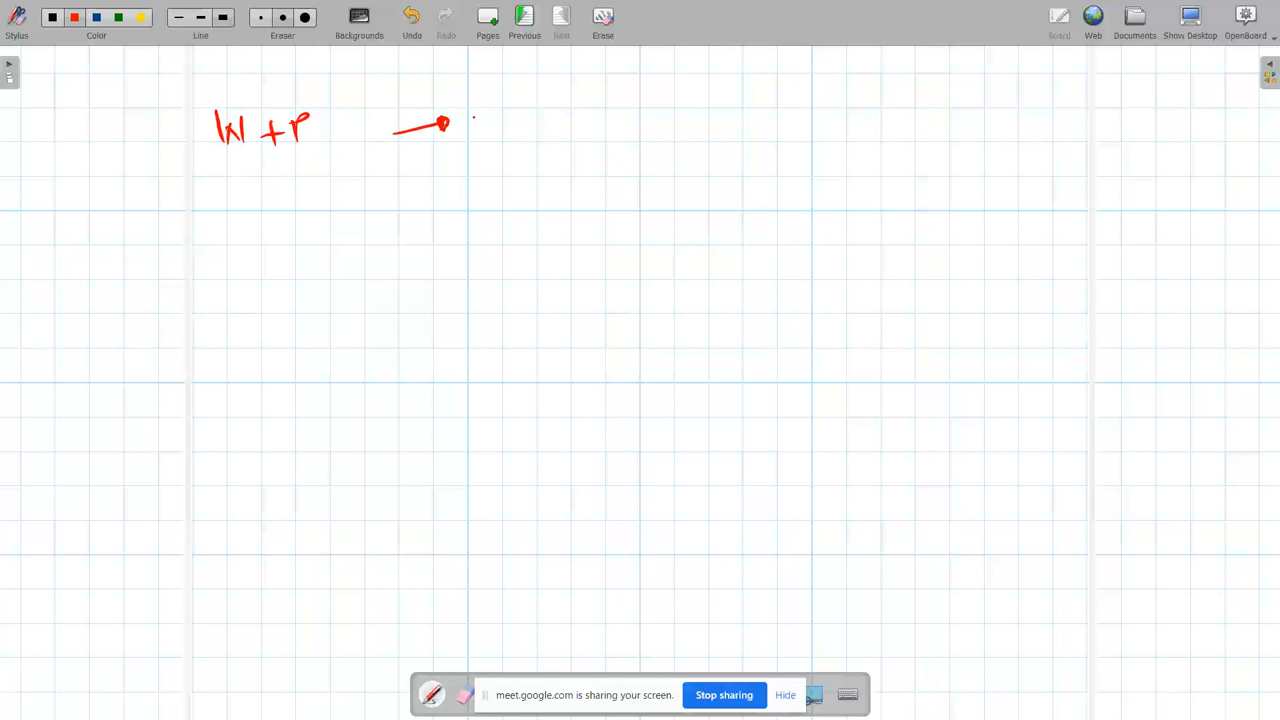 Stylus Color Line Eraser Backgrounds Undo Redo Pages Previous Next Erase Board Web Documents Show Desktop OpenBoard
|x| + p →
meet.google.com is sharing your screen. Stop sharing Hide